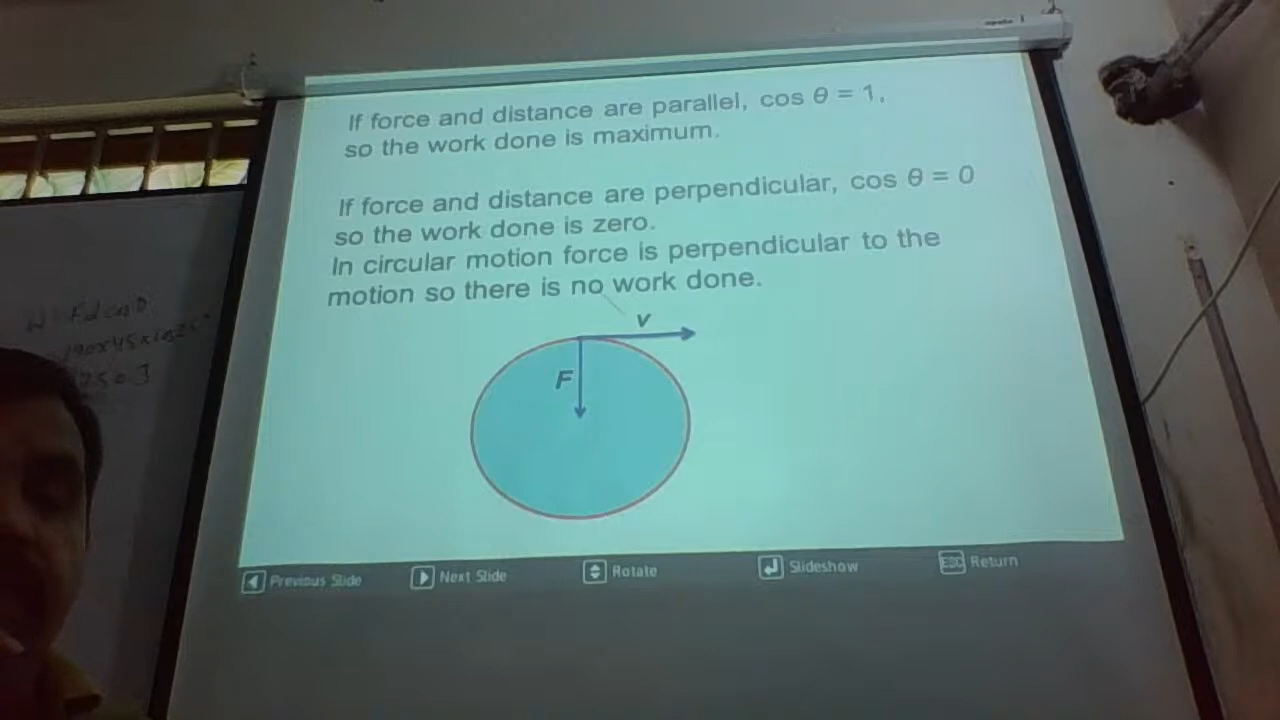 If force and distance are parallel, cos θ = 1,
so the work done is maximum.
If force and distance are perpendicular, cos θ = 0
so the work done is zero.
In circular motion force is perpendicular to the
motion so there is no work done.
v
F
Previous Slide
Next Slide
Rotate
Slideshow
ESC Return